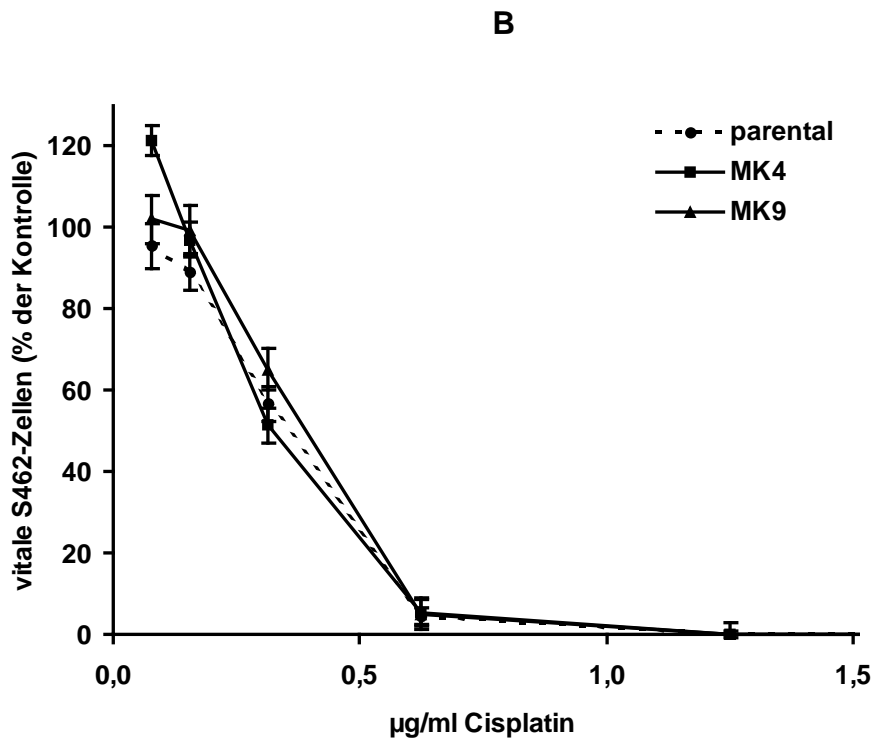 B
parental
MK4
MK9
vitale S462-Zellen (% der Kontrolle)
120
100
80
60
40
20
0
0,0 0,5 1,0 1,5
µg/ml Cisplatin